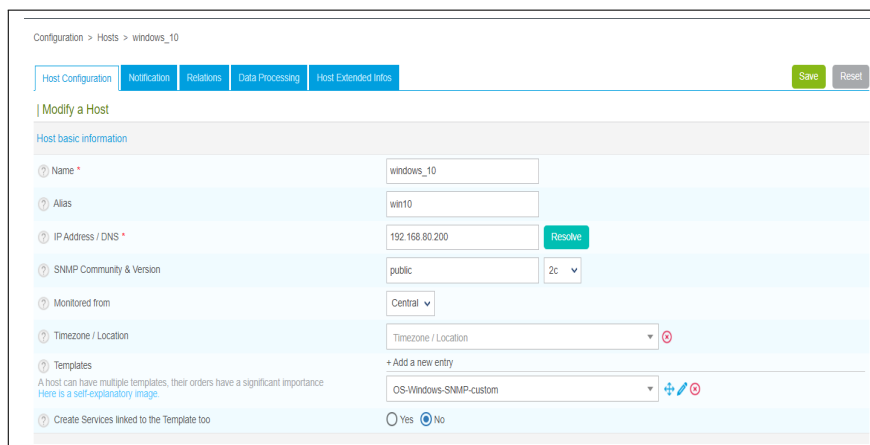 Configuration > Hosts > windows_10
Host Configuration Notification Relations Data Processing Host Extended Infos Save Reset
| Modify a Host
Host basic information
? Name * windows_10
? Alias win10
? IP Address / DNS * 192.168.80.200 Resolve
? SNMP Community & Version public 2c
? Monitored from Central
? Timezone / Location Timezone / Location
? Templates + Add a new entry
A host can have multiple templates, their orders have a significant importance
Here is a self-explanatory image.
OS-Windows-SNMP-custom
? Create Services linked to the Template too Yes No